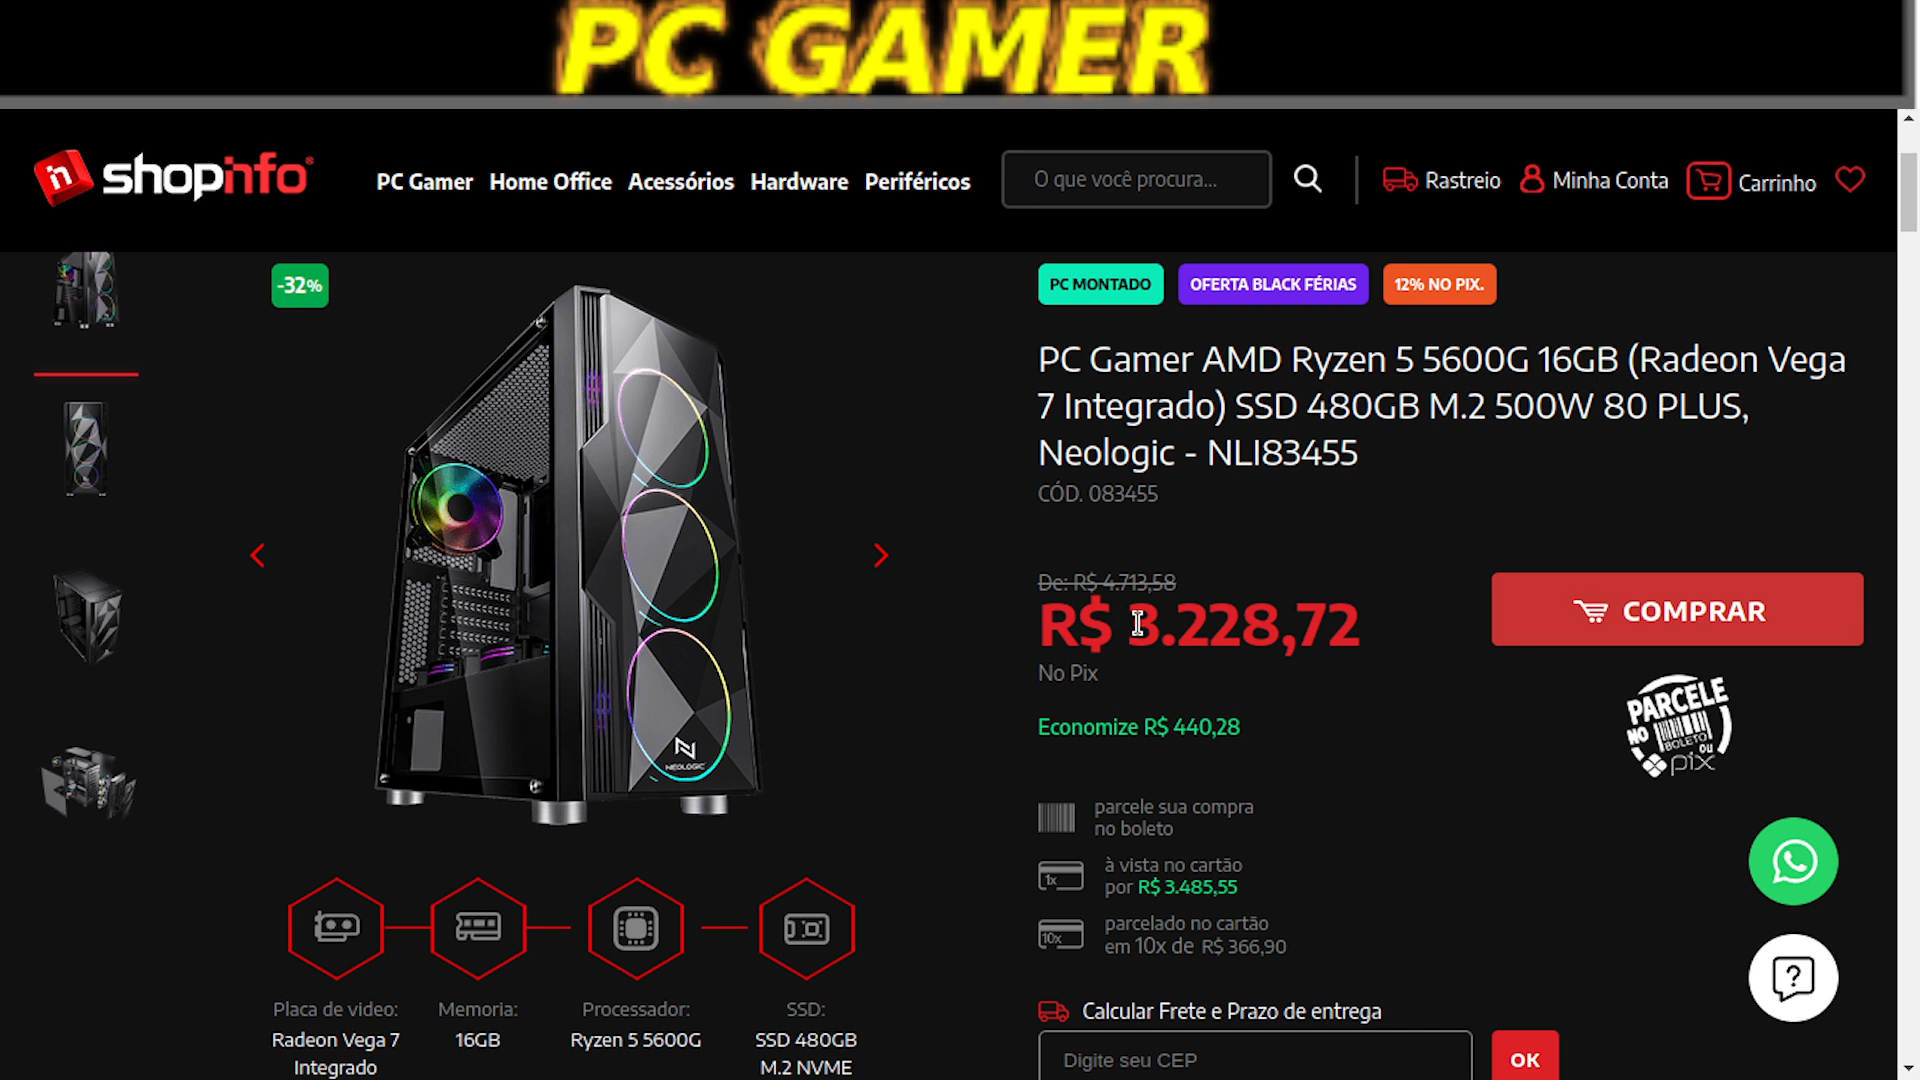 PC GAMER
shopinfo®
PC Gamer
Home Office
Acessórios
Hardware
Periféricos
O que você procura...
Rastreio
Minha Conta
Carrinho
-32%
PC MONTADO
OFERTA BLACK FÉRIAS
12% NO PIX.
PC Gamer AMD Ryzen 5 5600G 16GB (Radeon Vega
7 Integrado) SSD 480GB M.2 500W 80 PLUS,
Neologic - NLI83455
CÓD. 083455
De: R$ 4.713,58
R$ 3.228,72
No Pix
Economize R$ 440,28
COMPRAR
PARCELE
NO BOLETO OU
pix
parcele sua compra
no boleto
1x
à vista no cartão
por R$ 3.485,55
10x
parcelado no cartão
em 10x de R$ 366,90
NEOLOGIC
Placa de video:
Radeon Vega 7
Integrado
Memoria:
16GB
Processador:
Ryzen 5 5600G
SSD:
SSD 480GB
M.2 NVME
Calcular Frete e Prazo de entrega
Digite seu CEP
OK